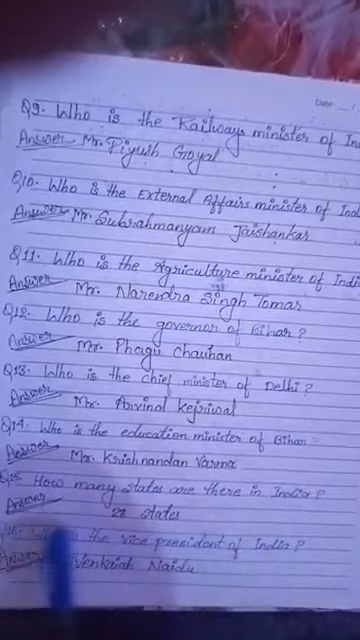 Date
Q9. Who is the Railways minister of In
Answer Mr. Piyush Goyal
Q10. Who is the External Affairs minister of Ind
Answer Mr. Subrahmanyam Jaishankar
Q11. Who is the Agriculture minister of Indi
Answer Mr. Narendra Singh Tomar
Q12. Who is the governor of Bihar?
Answer Mr. Phagu Chauhan
Q13. Who is the chief minister of Delhi?
Answer Mr. Arvinal Kejriwal
Q14. Who is the education minister of Bihar
Answer Mr. Krishnandan Varma
Q15. How many states are there in India?
Answer 28 states
the vice president of India?
Answer Venkaiah Naidu